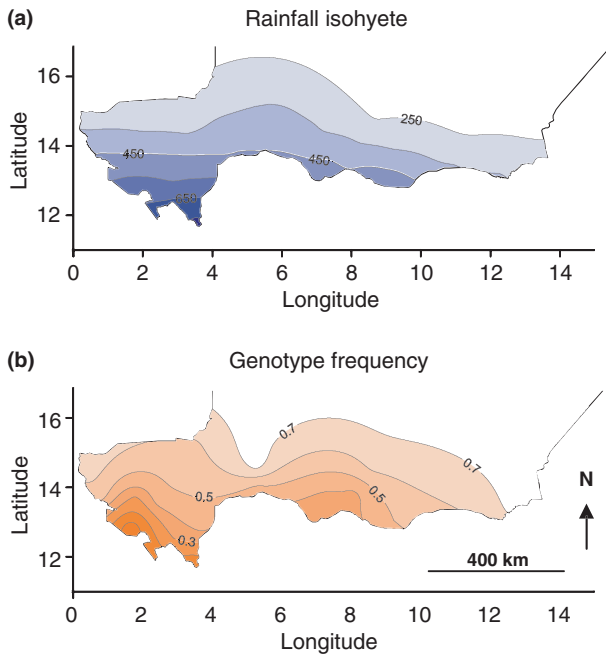 (a) Rainfall isohyete
Latitude
16
14
12
250
450
450
650
0 2 4 6 8 10 12 14
Longitude
(b) Genotype frequency
Latitude
16
14
12
0.7
0.7
0.5
0.5
0.3
N
400 km
0 2 4 6 8 10 12 14
Longitude